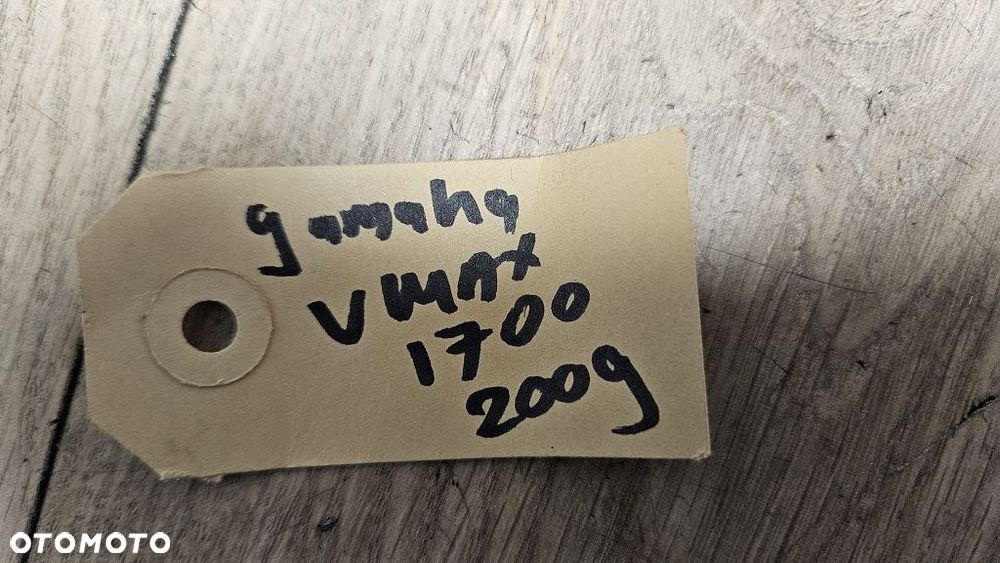 yamaha
VMAX
1700
2009
OTOMOTO